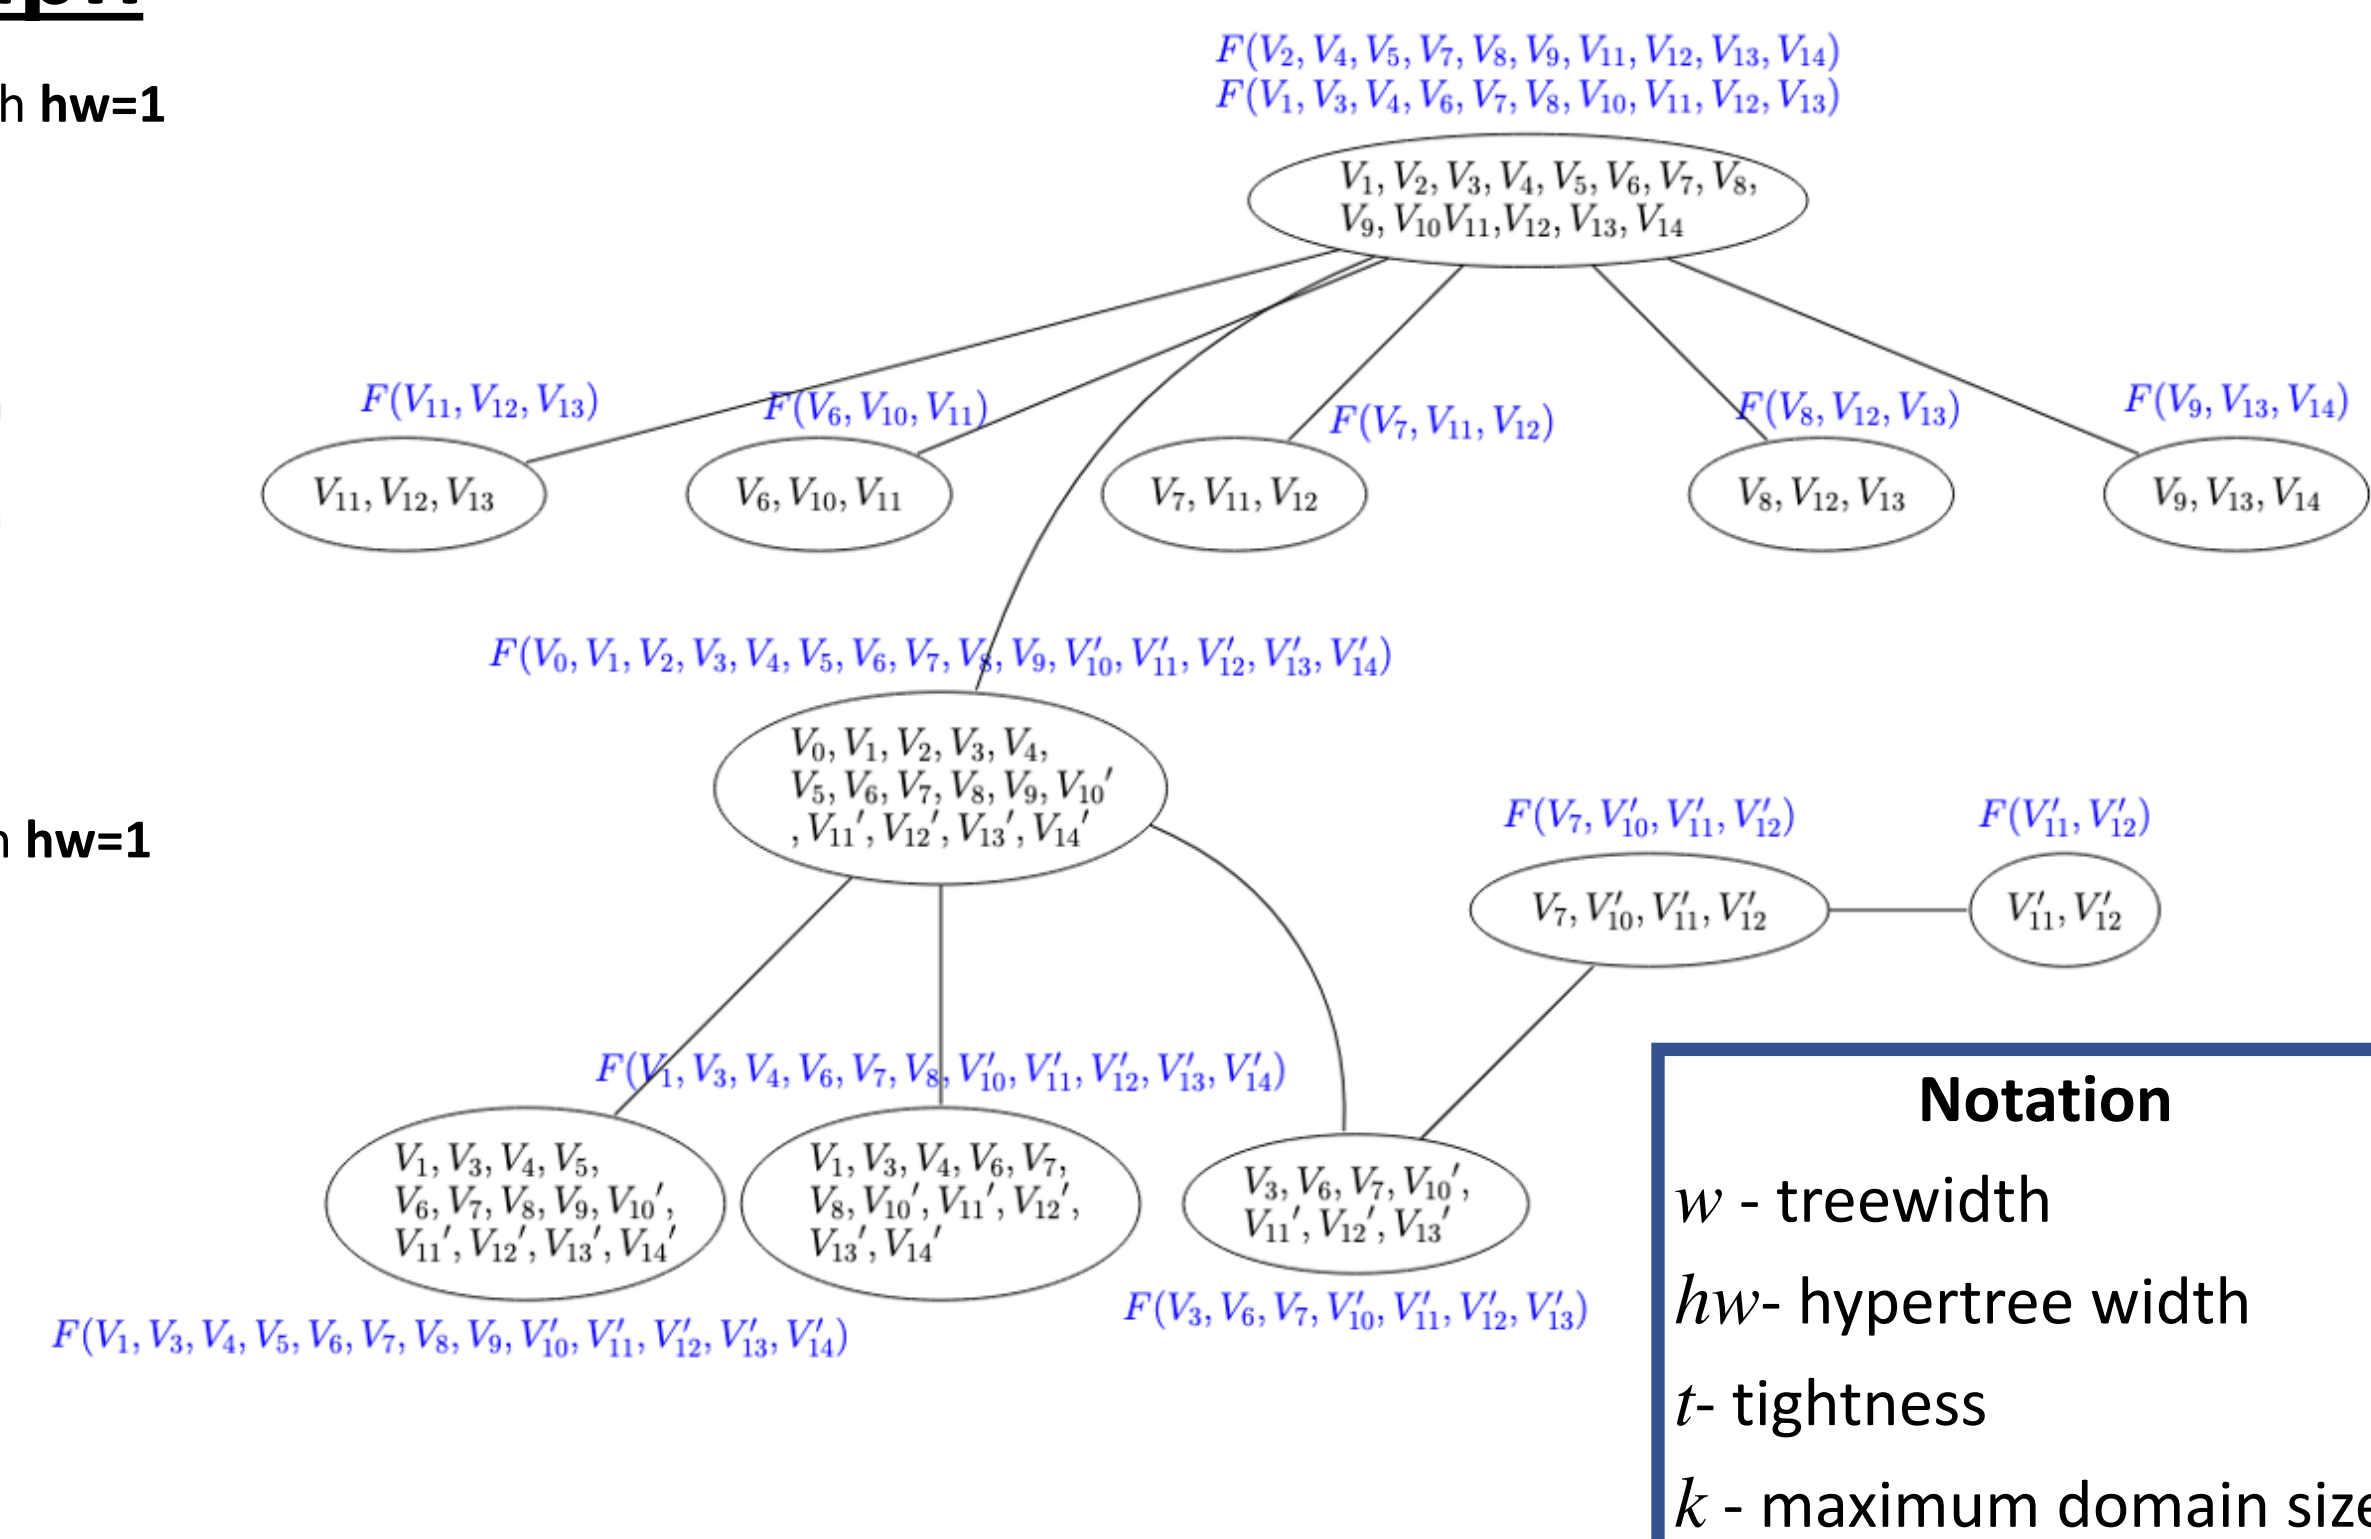 h hw=1
F(V₂, V₄, V₅, V₇, V₈, V₉, V₁₁, V₁₂, V₁₃, V₁₄)
F(V₁, V₃, V₄, V₆, V₇, V₈, V₁₀, V₁₁, V₁₂, V₁₃)
V₁, V₂, V₃, V₄, V₅, V₆, V₇, V₈,
V₉, V₁₀V₁₁,V₁₂, V₁₃, V₁₄
F(V₁₁, V₁₂, V₁₃)
F(V₆, V₁₀, V₁₁)
F(V₇, V₁₁, V₁₂)
F(V₈, V₁₂, V₁₃)
F(V₉, V₁₃, V₁₄)
V₁₁, V₁₂, V₁₃
V₆, V₁₀, V₁₁
V₇, V₁₁, V₁₂
V₈, V₁₂, V₁₃
V₉, V₁₃, V₁₄
F(V₀, V₁, V₂, V₃, V₄, V₅, V₆, V₇, V₈, V₉, V′₁₀, V′₁₁, V′₁₂, V′₁₃, V′₁₄)
V₀, V₁, V₂, V₃, V₄,
V₅, V₆, V₇, V₈, V₉, V₁₀′
, V₁₁′, V₁₂′, V₁₃′, V₁₄′
n hw=1
F(V₇, V′₁₀, V′₁₁, V′₁₂)
F(V′₁₁, V′₁₂)
V₇, V′₁₀, V′₁₁, V′₁₂
V′₁₁, V′₁₂
F(V₁, V₃, V₄, V₆, V₇, V₈, V′₁₀, V′₁₁, V′₁₂, V′₁₃, V′₁₄)
V₁, V₃, V₄, V₅,
V₆, V₇, V₈, V₉, V₁₀′,
V₁₁′, V₁₂′, V₁₃′, V₁₄′
V₁, V₃, V₄, V₆, V₇,
V₈, V₁₀′, V₁₁′, V₁₂′,
V₁₃′, V₁₄′
V₃, V₆, V₇, V₁₀′,
V₁₁′, V₁₂′, V₁₃′
F(V₃, V₆, V₇, V′₁₀, V′₁₁, V′₁₂, V′₁₃)
F(V₁, V₃, V₄, V₅, V₆, V₇, V₈, V₉, V′₁₀, V′₁₁, V′₁₂, V′₁₃, V′₁₄)
Notation
w - treewidth
hw- hypertree width
t- tightness
k - maximum domain size